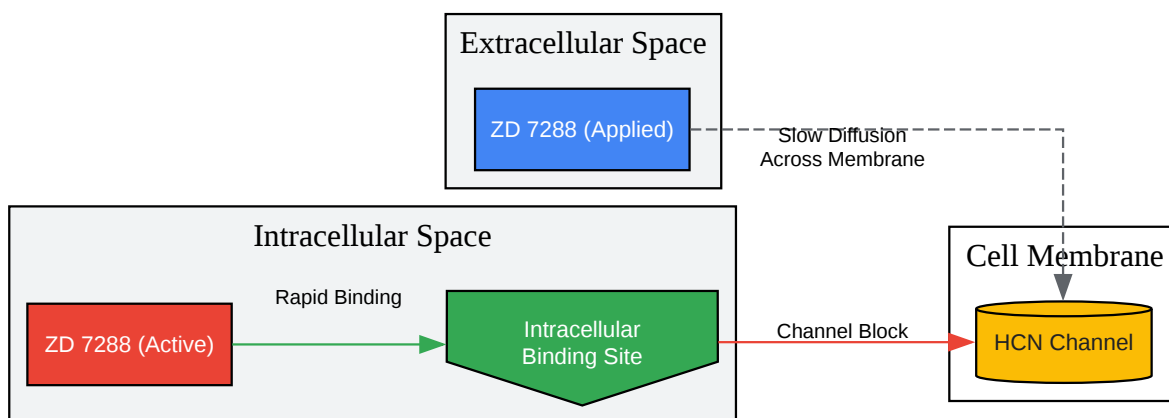 Extracellular Space
ZD 7288 (Applied)
Slow Diffusion
Across Membrane
Intracellular Space
Cell Membrane
Rapid Binding
ZD 7288 (Active)
Intracellular
Binding Site
Channel Block
HCN Channel